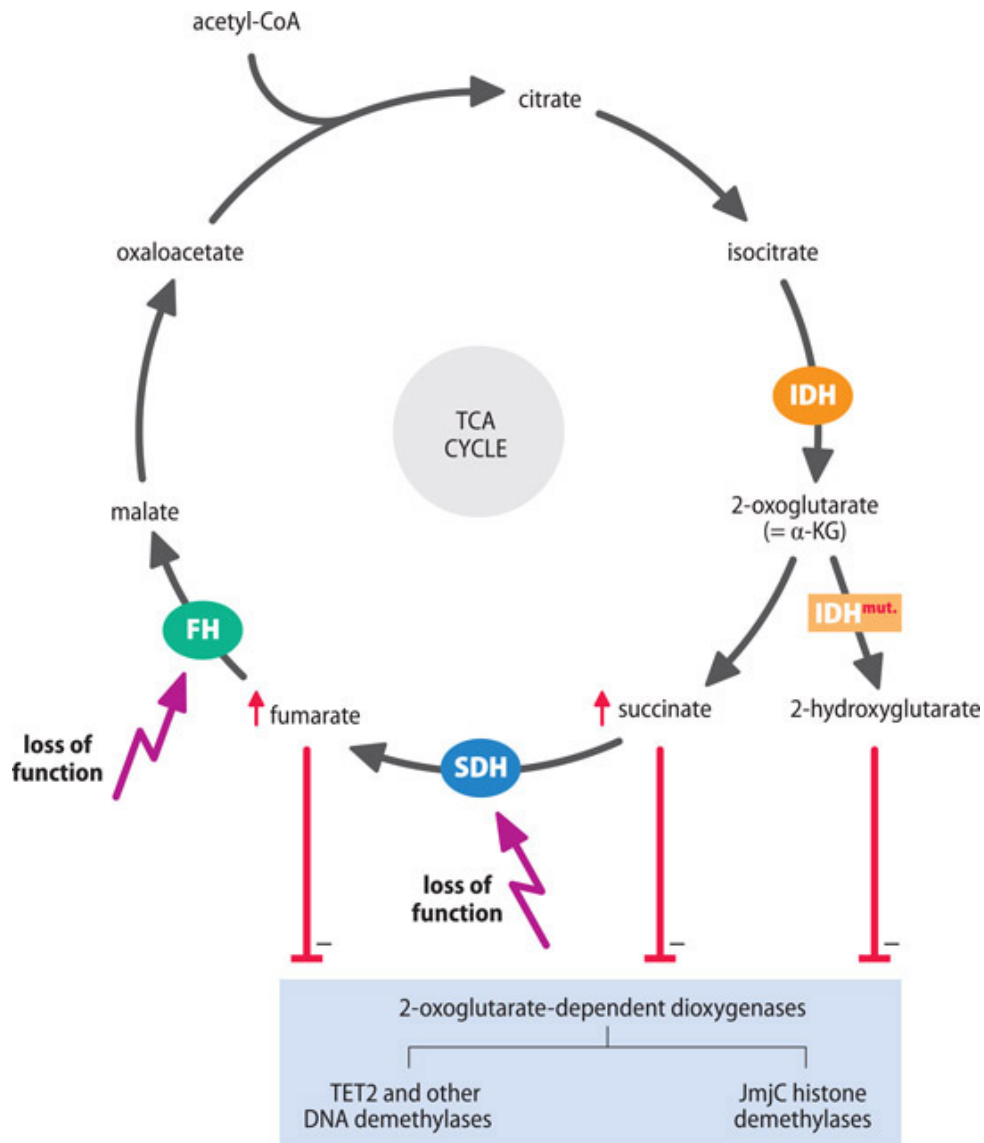 acetyl-CoA
citrate
oxaloacetate
isocitrate
IDH
TCA
CYCLE
2-oxoglutarate
(= α-KG)
malate
IDHmut.
FH
fumarate
succinate
2-hydroxyglutarate
loss of
function
SDH
loss of
function
–
–
–
2-oxoglutarate-dependent dioxygenases
TET2 and other
DNA demethylases
JmjC histone
demethylases